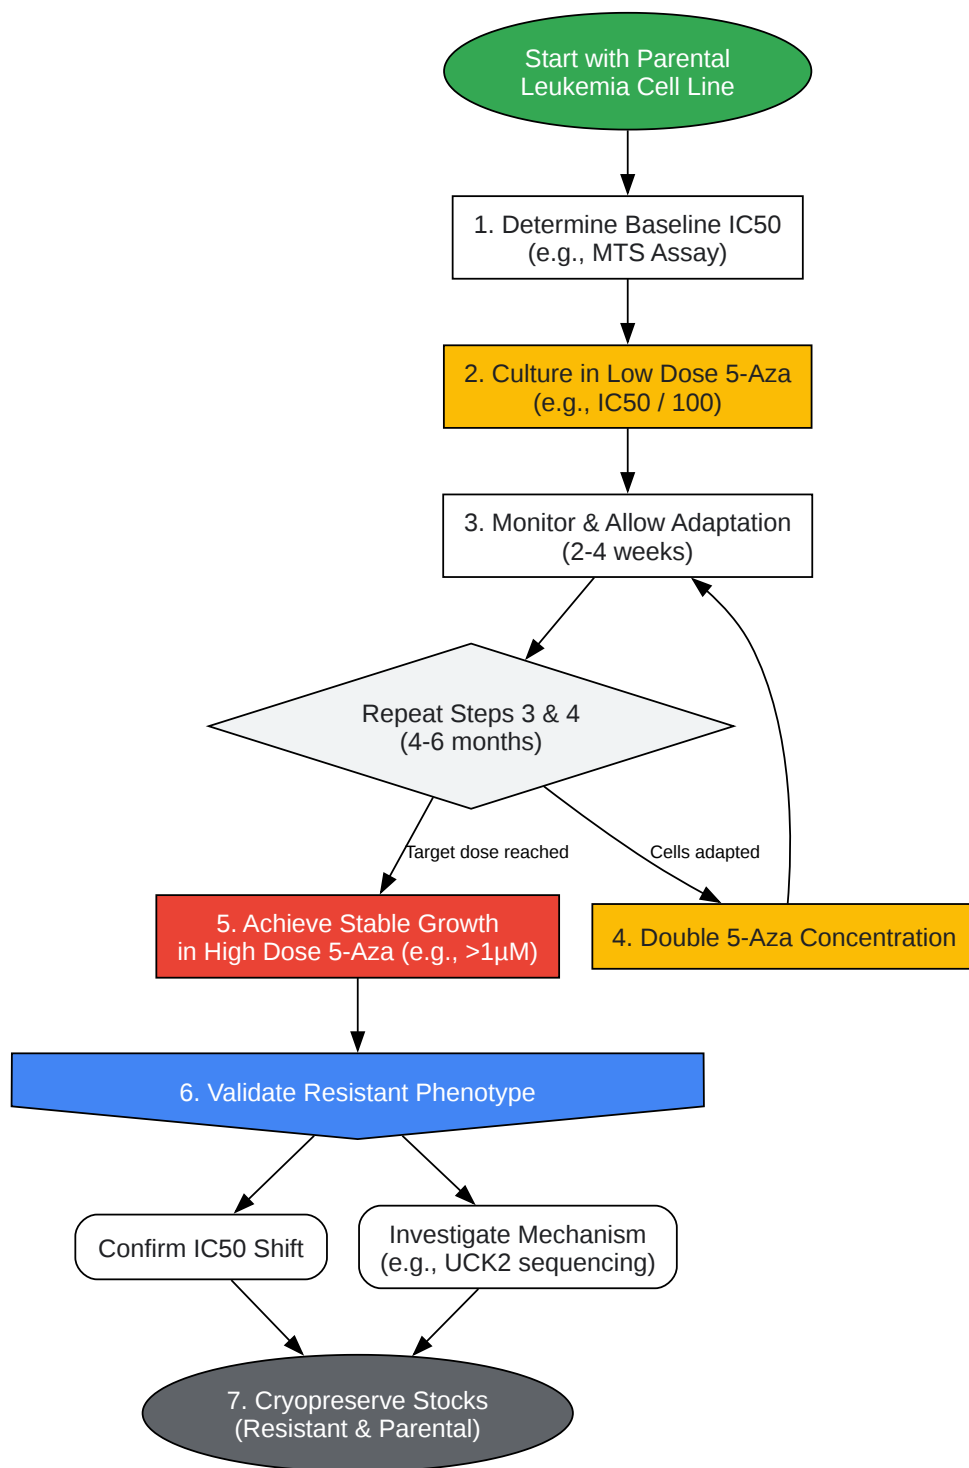 Start with Parental
Leukemia Cell Line
1. Determine Baseline IC50
(e.g., MTS Assay)
2. Culture in Low Dose 5-Aza
(e.g., IC50 / 100)
3. Monitor & Allow Adaptation
(2-4 weeks)
Repeat Steps 3 & 4
(4-6 months)
Target dose reached
Cells adapted
5. Achieve Stable Growth
in High Dose 5-Aza (e.g., >1µM)
4. Double 5-Aza Concentration
6. Validate Resistant Phenotype
Confirm IC50 Shift
Investigate Mechanism
(e.g., UCK2 sequencing)
7. Cryopreserve Stocks
(Resistant & Parental)